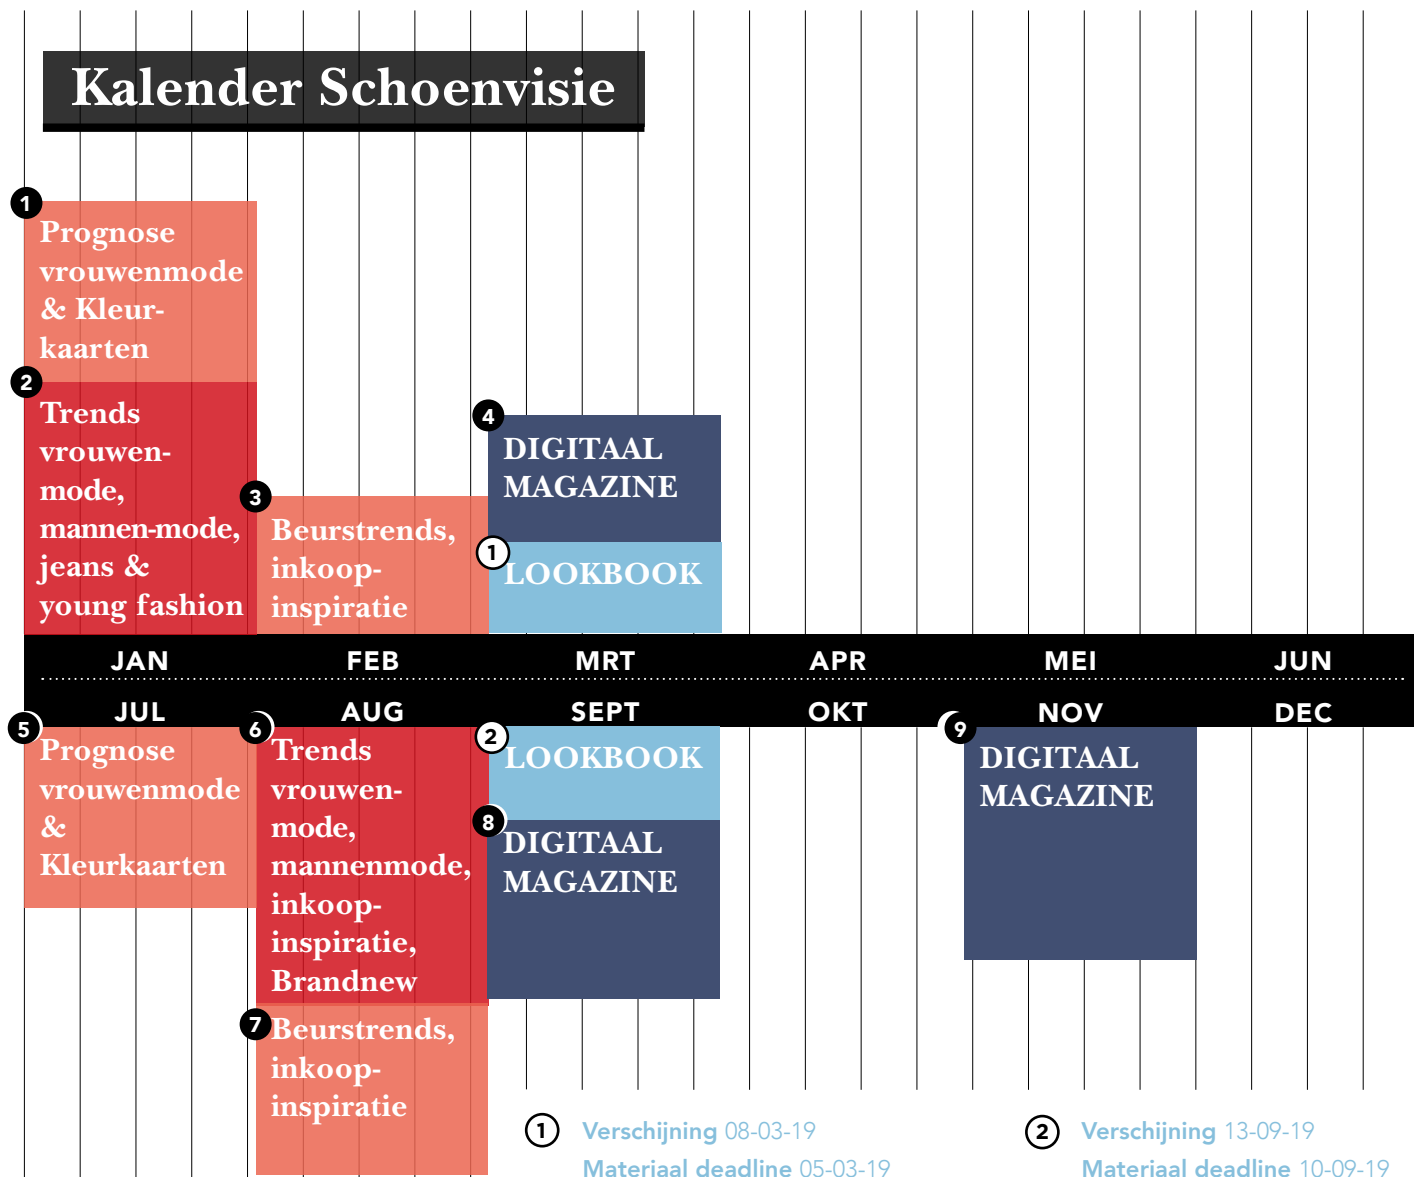 Kalender Schoenvisie
1
Prognose
vrouwenmode
& Kleur-
kaarten
2
Trends
vrouwen-
mode,
mannen-mode,
jeans &
young fashion
3
Beurstrends,
inkoop-
inspiratie
4
DIGITAAL
MAGAZINE
1
LOOKBOOK
JAN FEB MRT APR MEI JUN
JUL AUG SEPT OKT NOV DEC
5
Prognose
vrouwenmode
&
Kleurkaarten
6
Trends
vrouwen-
mode,
mannenmode,
inkoop-
inspiratie,
Brandnew
7
Beurstrends,
inkoop-
inspiratie
2
LOOKBOOK
8
DIGITAAL
MAGAZINE
9
DIGITAAL
MAGAZINE
1 Verschijning 08-03-19
Materiaal deadline 05-03-19
2 Verschijning 13-09-19
Materiaal deadline 10-09-19